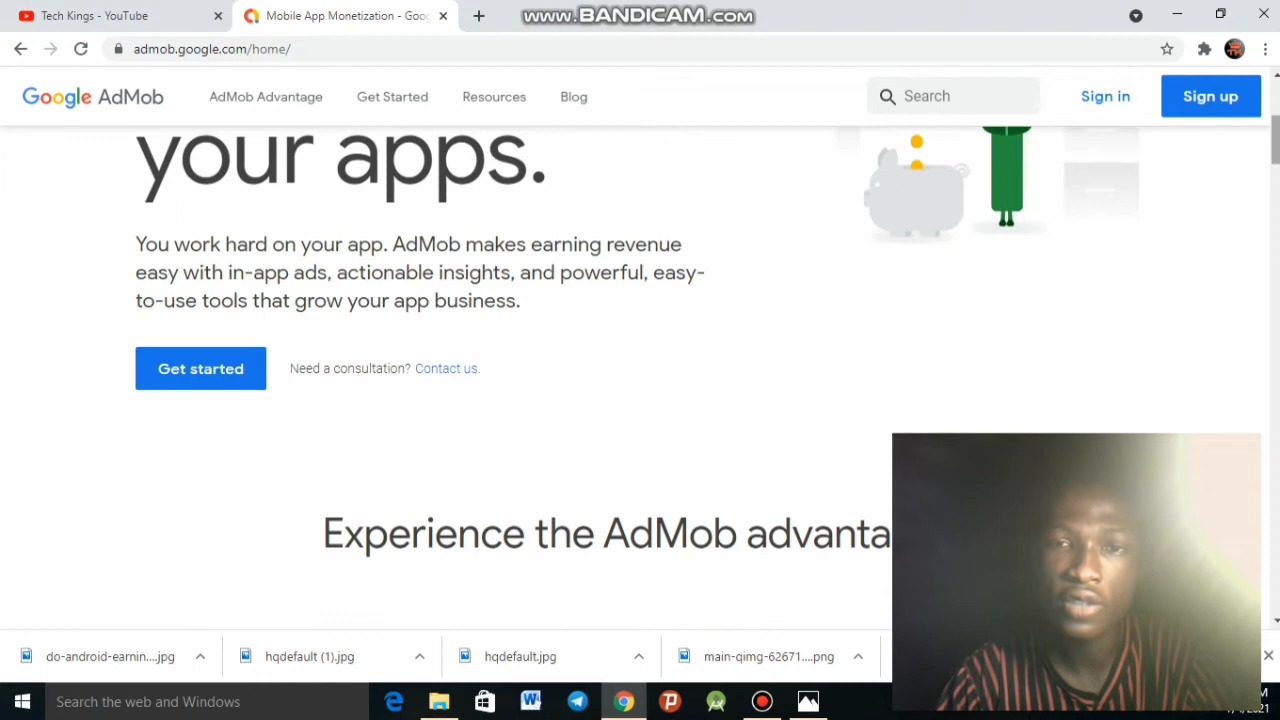 Tech Kings - YouTube
Mobile App Monetization - Goo
www.BANDICAM.com
admob.google.com/home/
Google AdMob
AdMob Advantage
Get Started
Resources
Blog
Search
Sign in
Sign up
your apps.
You work hard on your app. AdMob makes earning revenue
easy with in-app ads, actionable insights, and powerful, easy-
to-use tools that grow your app business.
Get started
Need a consultation? Contact us.
Experience the AdMob advanta
do-android-earnin....jpg
hqdefault (1).jpg
hqdefault.jpg
main-qimg-62671....png
Search the web and Windows